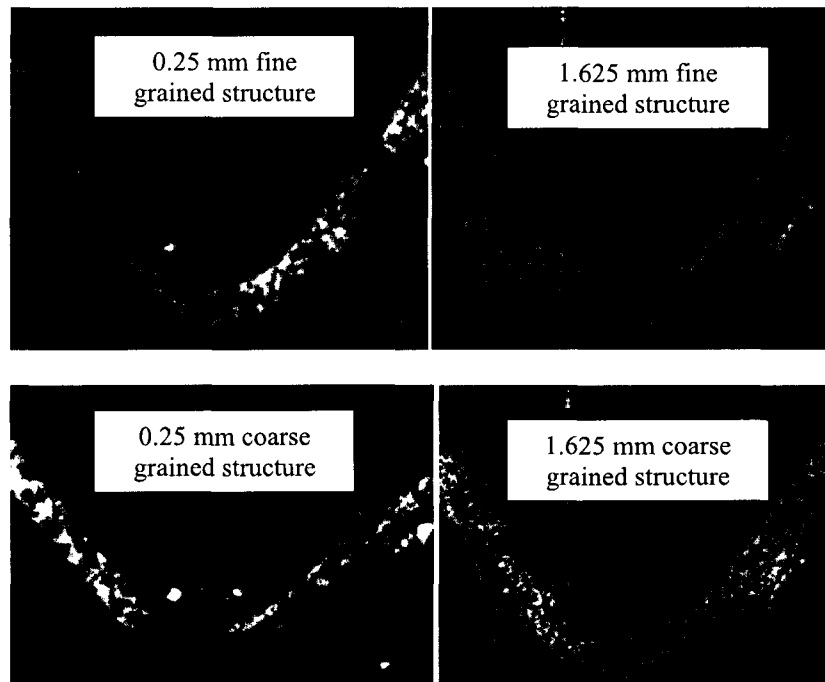 0.25 mm fine
grained structure
1.625 mm fine
grained structure
0.25 mm coarse
grained structure
1.625 mm coarse
grained structure